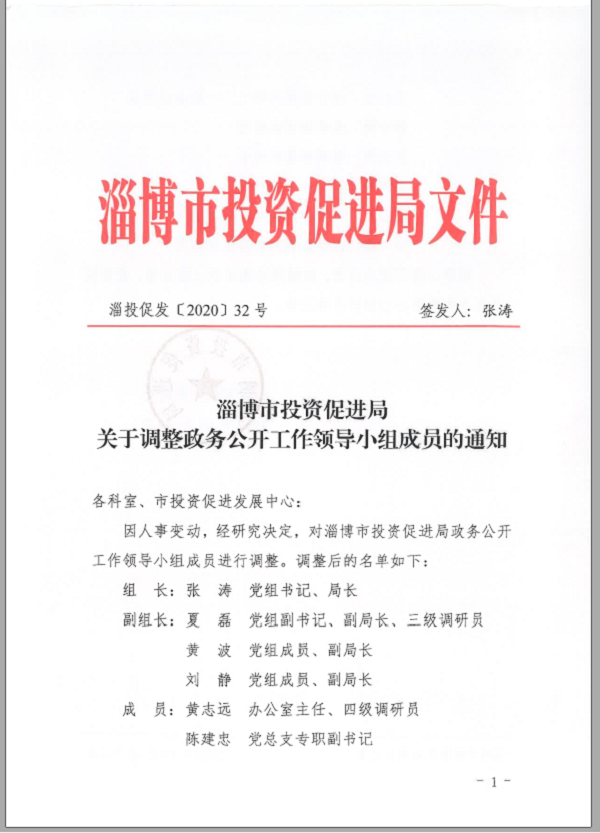 淄博市投资促进局文件
淄投促发〔2020〕32号 签发人：张涛
淄博市投资促进局
关于调整政务公开工作领导小组成员的通知
各科室、市投资促进发展中心：
因人事变动，经研究决定，对淄博市投资促进局政务公开
工作领导小组成员进行调整。调整后的名单如下：
组 长：张 涛 党组书记、局长
副组长：夏 磊 党组副书记、副局长、三级调研员
黄 波 党组成员、副局长
刘 静 党组成员、副局长
成 员：黄志远 办公室主任、四级调研员
陈建忠 党总支专职副书记
- 1 -